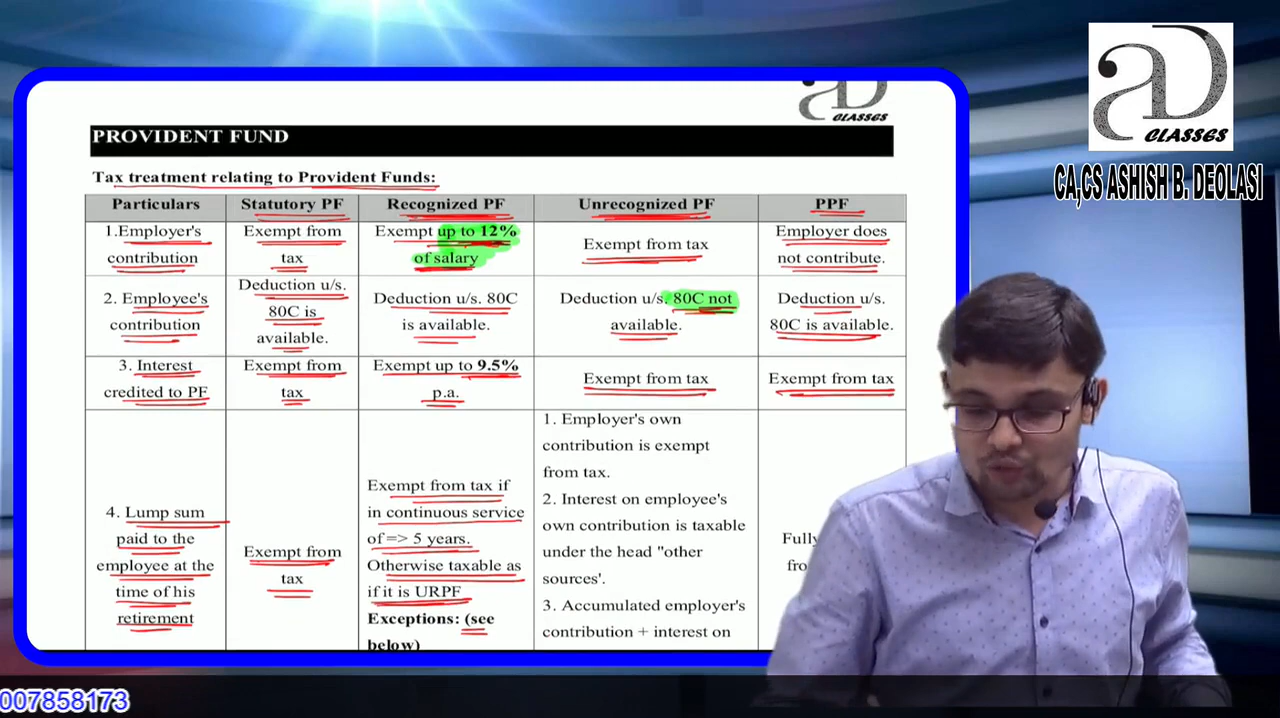 aD
CLASSES
CA,CS ASHISH B. DEOLASI
CLASSES
PROVIDENT FUND
Tax treatment relating to Provident Funds:
Particulars Statutory PF Recognized PF Unrecognized PF PPF
1.Employer's contribution
Exempt from tax
Exempt up to 12% of salary
Exempt from tax
Employer does not contribute.
2. Employee's contribution
Deduction u/s. 80C is available.
Deduction u/s. 80C is available.
Deduction u/s. 80C not available.
Deduction u/s. 80C is available.
3. Interest credited to PF
Exempt from tax
Exempt up to 9.5% p.a.
Exempt from tax
Exempt from tax
4. Lump sum paid to the employee at the time of his retirement
Exempt from tax
Exempt from tax if in continuous service of=> 5 years. Otherwise taxable as if it is URPF
Exceptions: (see below)
1. Employer's own contribution is exempt from tax.
2. Interest on employee's own contribution is taxable under the head "other sources'.
3. Accumulated employer's contribution + interest on
007858173